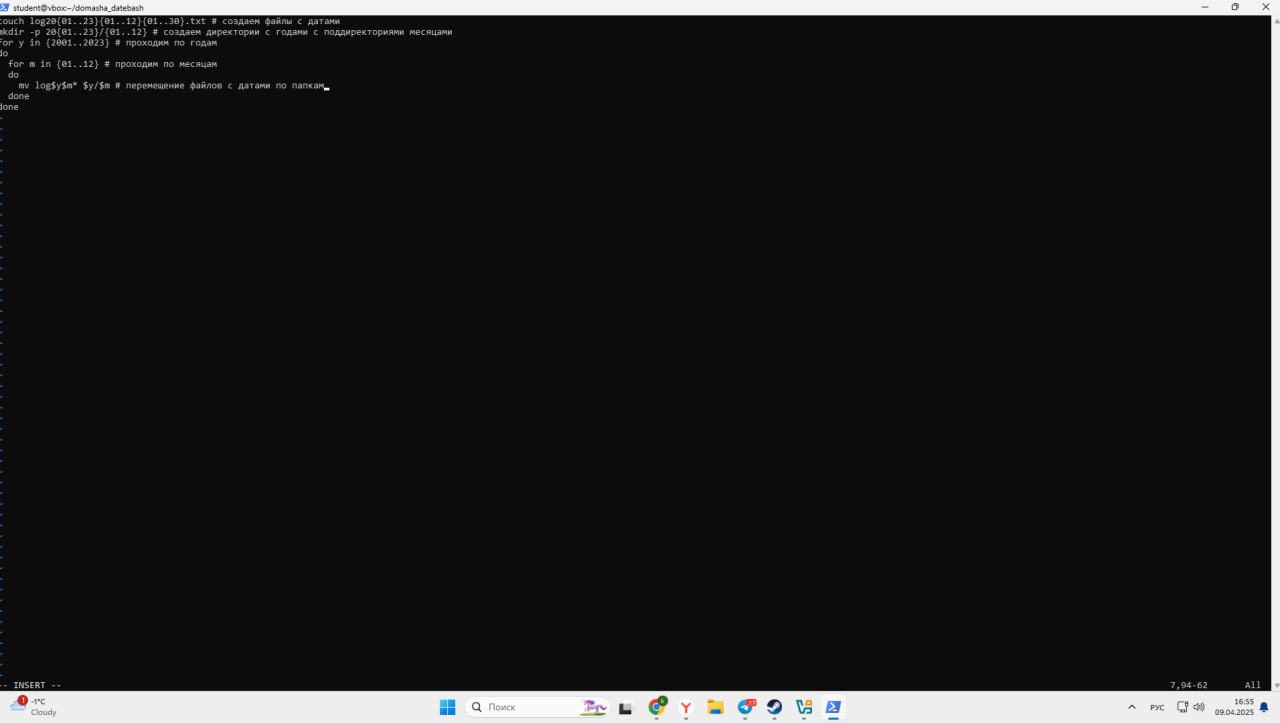 student@vbox:~/domasha_datebash
touch log20{01..23}{01..12}{01..30}.txt # создаем файлы с датами
mkdir -p 20{01..23}/{01..12} # создаем директории с годами с поддиректориями месяцами
for y in {2001..2023} # проходим по годам
do
for m in {01..12} # проходим по месяцам
do
mv log$y$m* $y/$m # перемещение файлов с датами по папкам
done
done
-- INSERT --
7,94-62
All
1
-1°C
Cloudy
Поиск
РУС
16:55
09.04.2025